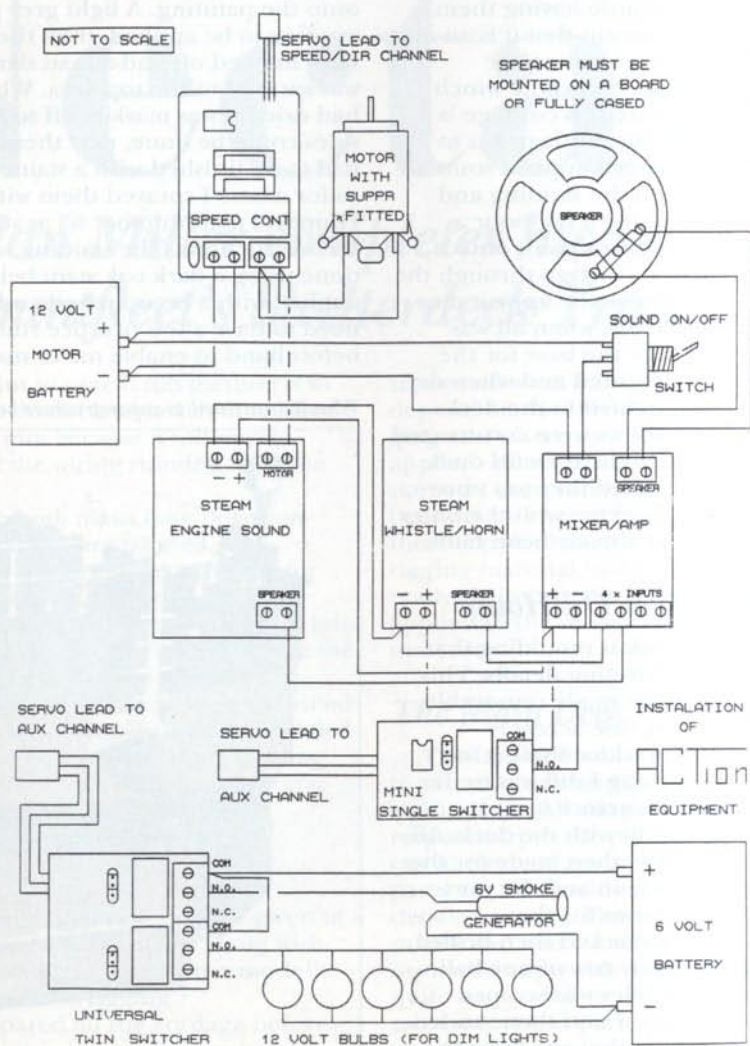 NOT TO SCALE
SERVO LEAD TO
SPEED/DIR CHANNEL
SPEAKER MUST BE
MOUNTED ON A BOARD
OR FULLY CASED
MOTOR
WITH
SUPPR
FITTED
SPEAKER
SPEED CONT
12 VOLT
+
MOTOR
-
BATTERY
SOUND ON/OFF
SWITCH
- +
MOTOR
STEAM
ENGINE SOUND
SPEAKER
STEAM
WHISTLE/HORN
- +
SPEAKER
SPEAKER
MIXER/AMP
+ -
4 x INPUTS
SERVO LEAD TO
AUX CHANNEL
SERVO LEAD TO
AUX CHANNEL
MINI
SINGLE SWITCHER
COM
N.O.
N.C.
INSTALATION
OF
EQUIPMENT
COM
N.O.
N.C.
COM
N.O.
N.C.
UNIVERSAL
TWIN SWITCHER
6V SMOKE
GENERATOR
12 VOLT BULBS (FOR DIM LIGHTS)
+
6 VOLT
BATTERY
-